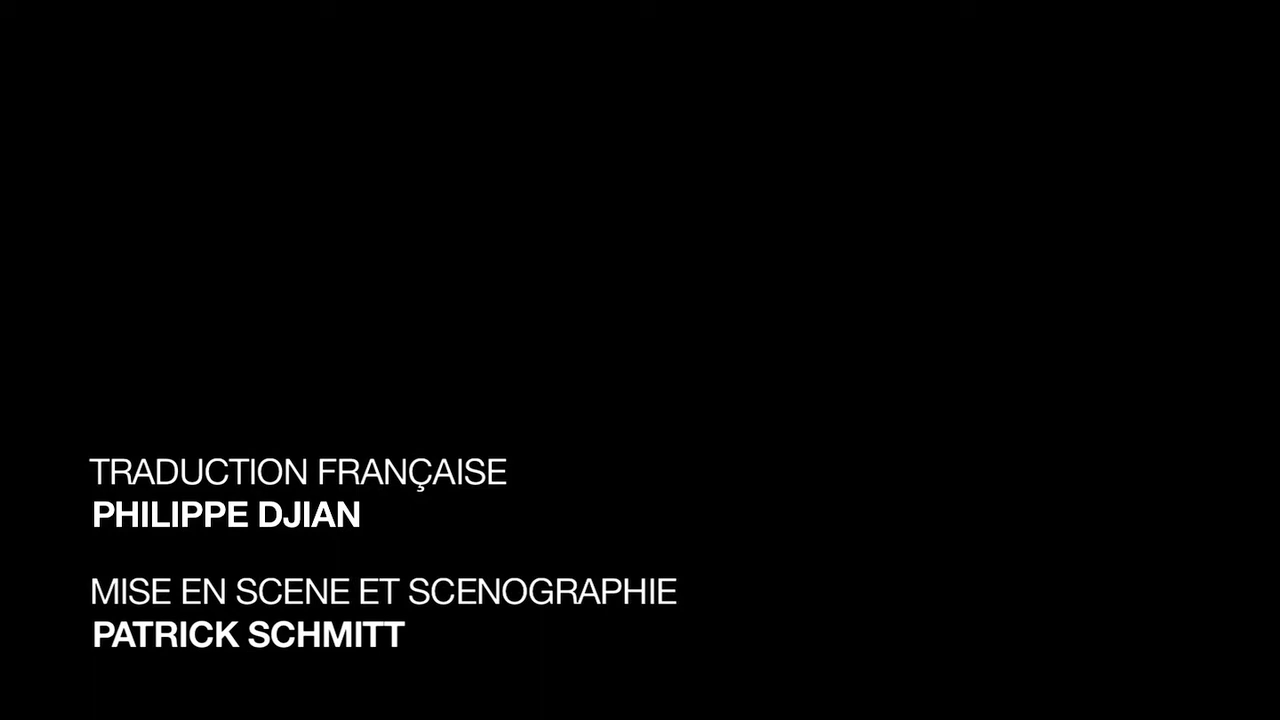 TRADUCTION FRANÇAISE
PHILIPPE DJIAN
MISE EN SCENE ET SCENOGRAPHIE
PATRICK SCHMITT